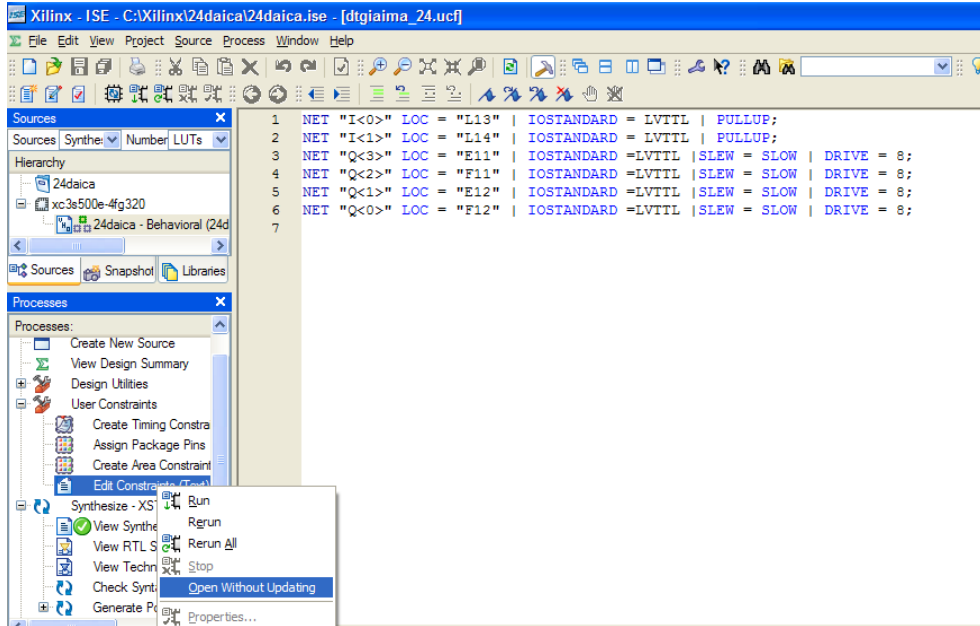 Xilinx - ISE - C:\Xilinx\24daica\24daica.ise - [dtgiaima_24.ucf]
File Edit View Project Source Process Window Help
Sources
Sources Synthe: Number LUTs
Hierarchy
24daica
xc3s500e-4fg320
24daica - Behavioral (24d
Sources Snapshot Libraries
1 NET "I<0>" LOC = "L13" | IOSTANDARD = LVTTL | PULLUP;
2 NET "I<1>" LOC = "L14" | IOSTANDARD = LVTTL | PULLUP;
3 NET "Q<3>" LOC = "E11" | IOSTANDARD =LVTTL |SLEW = SLOW | DRIVE = 8;
4 NET "Q<2>" LOC = "F11" | IOSTANDARD =LVTTL |SLEW = SLOW | DRIVE = 8;
5 NET "Q<1>" LOC = "E12" | IOSTANDARD =LVTTL |SLEW = SLOW | DRIVE = 8;
6 NET "Q<0>" LOC = "F12" | IOSTANDARD =LVTTL |SLEW = SLOW | DRIVE = 8;
7
Processes
Processes:
Create New Source
View Design Summary
Design Utilities
User Constraints
Create Timing Constra
Assign Package Pins
Create Area Constraint
Edit Constraints (Text)
Synthesize - XST
View Synthe
View RTL S
View Techn
Check Synt
Generate Po
Run
Rerun
Rerun All
Stop
Open Without Updating
Properties...